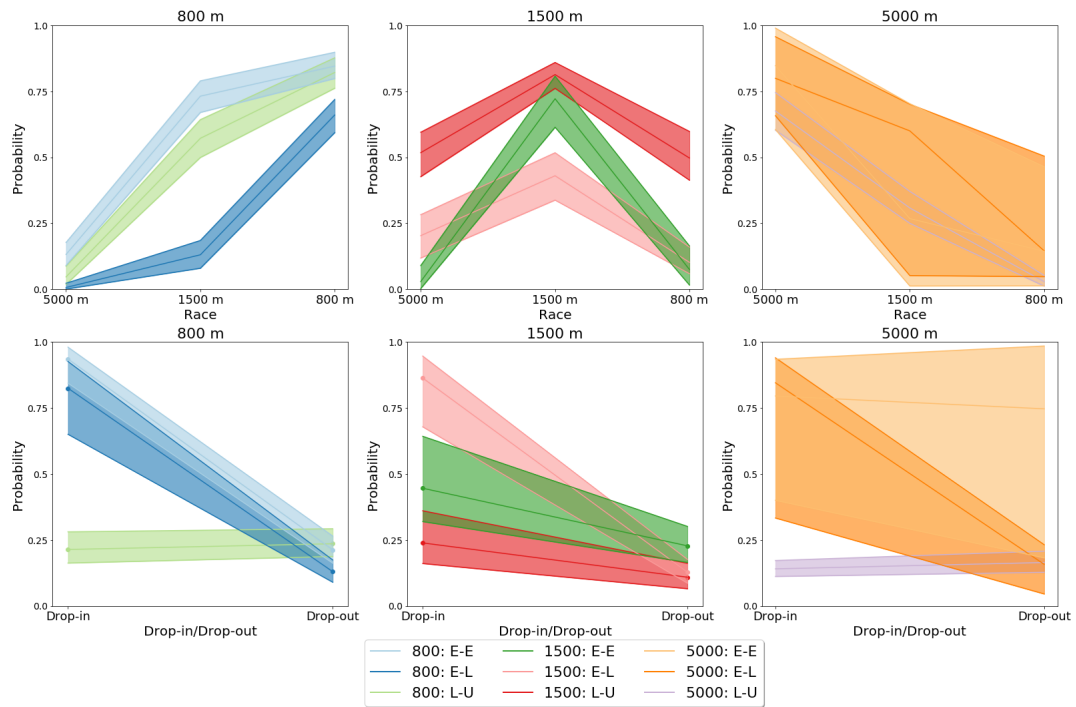 800 m
1500 m
5000 m
Probability
1.0
0.75
0.5
0.25
0.0
5000 m
1500 m
800 m
Race
Probability
1.0
0.75
0.5
0.25
0.0
5000 m
1500 m
800 m
Race
Probability
1.0
0.75
0.5
0.25
0.0
5000 m
1500 m
800 m
Race
800 m
1500 m
5000 m
Probability
1.0
0.75
0.5
0.25
0.0
Drop-in
Drop-out
Drop-in/Drop-out
Probability
1.0
0.75
0.5
0.25
0.0
Drop-in
Drop-out
Drop-in/Drop-out
Probability
1.0
0.75
0.5
0.25
0.0
Drop-in
Drop-out
Drop-in/Drop-out
800: E-E
800: E-L
800: L-U
1500: E-E
1500: E-L
1500: L-U
5000: E-E
5000: E-L
5000: L-U